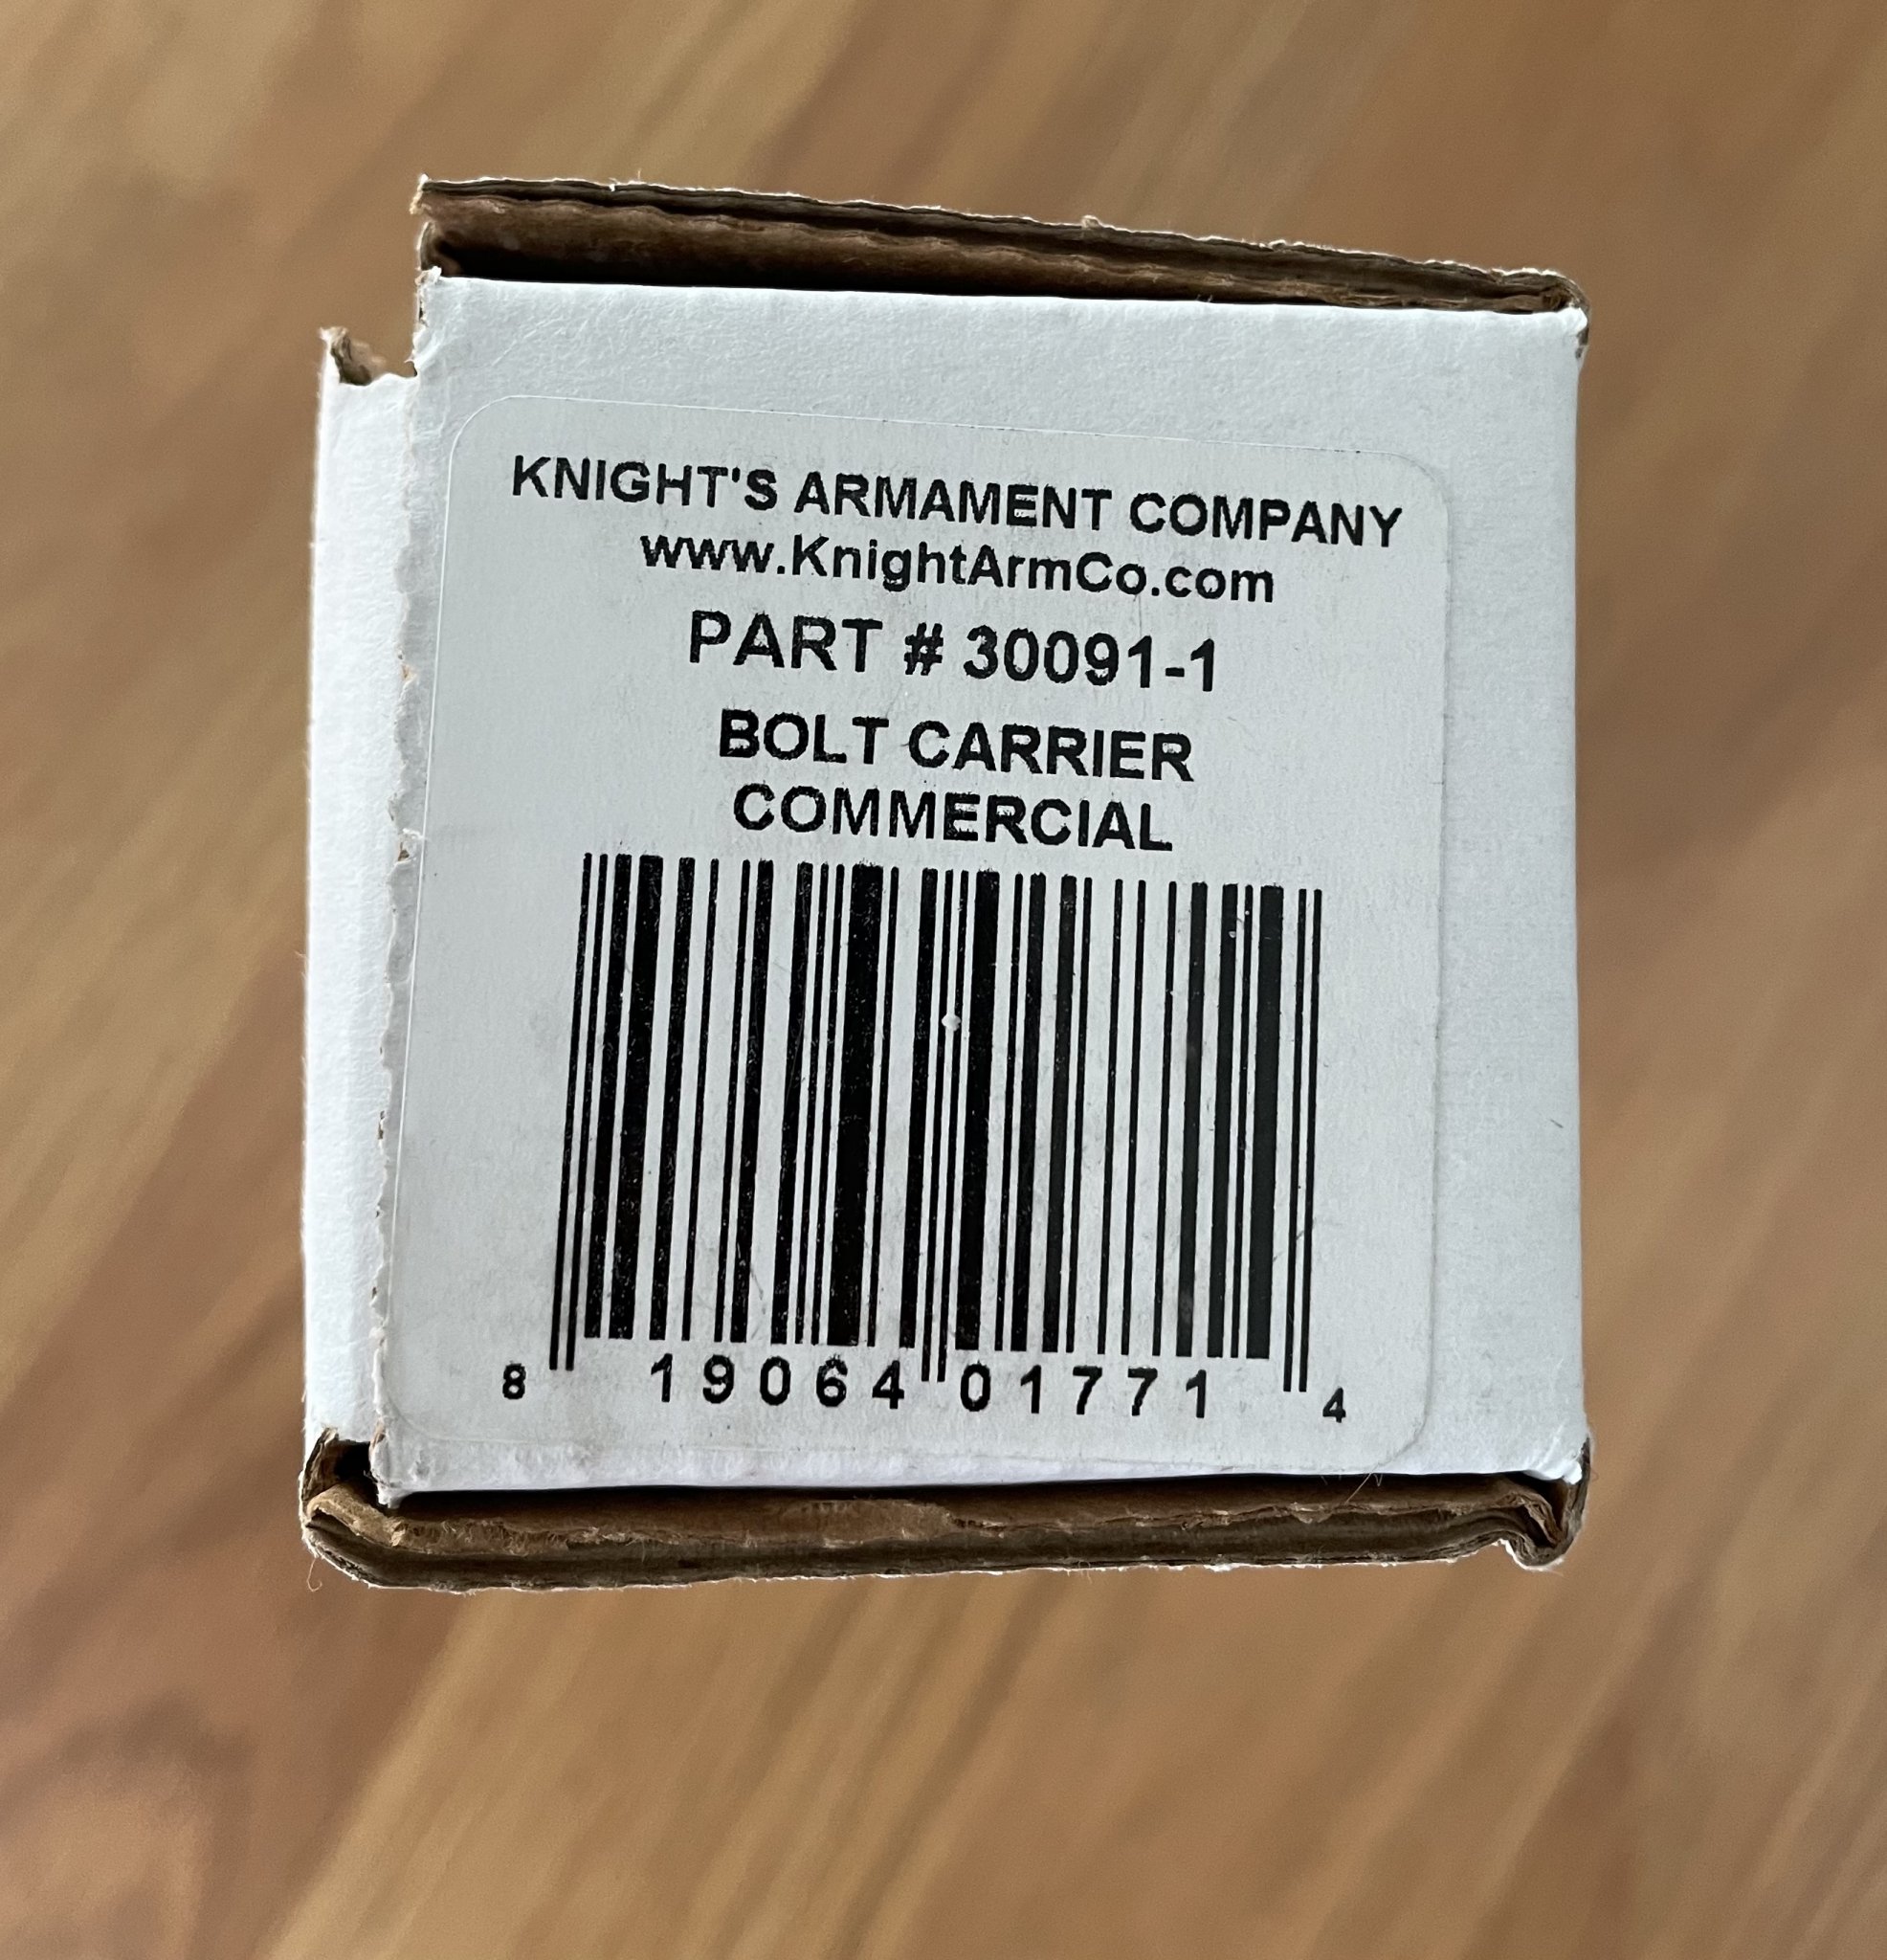 KNIGHT'S ARMAMENT COMPANY
www.KnightArmCo.com
PART # 30091-1
BOLT CARRIER
COMMERCIAL
8 19064 01771 4